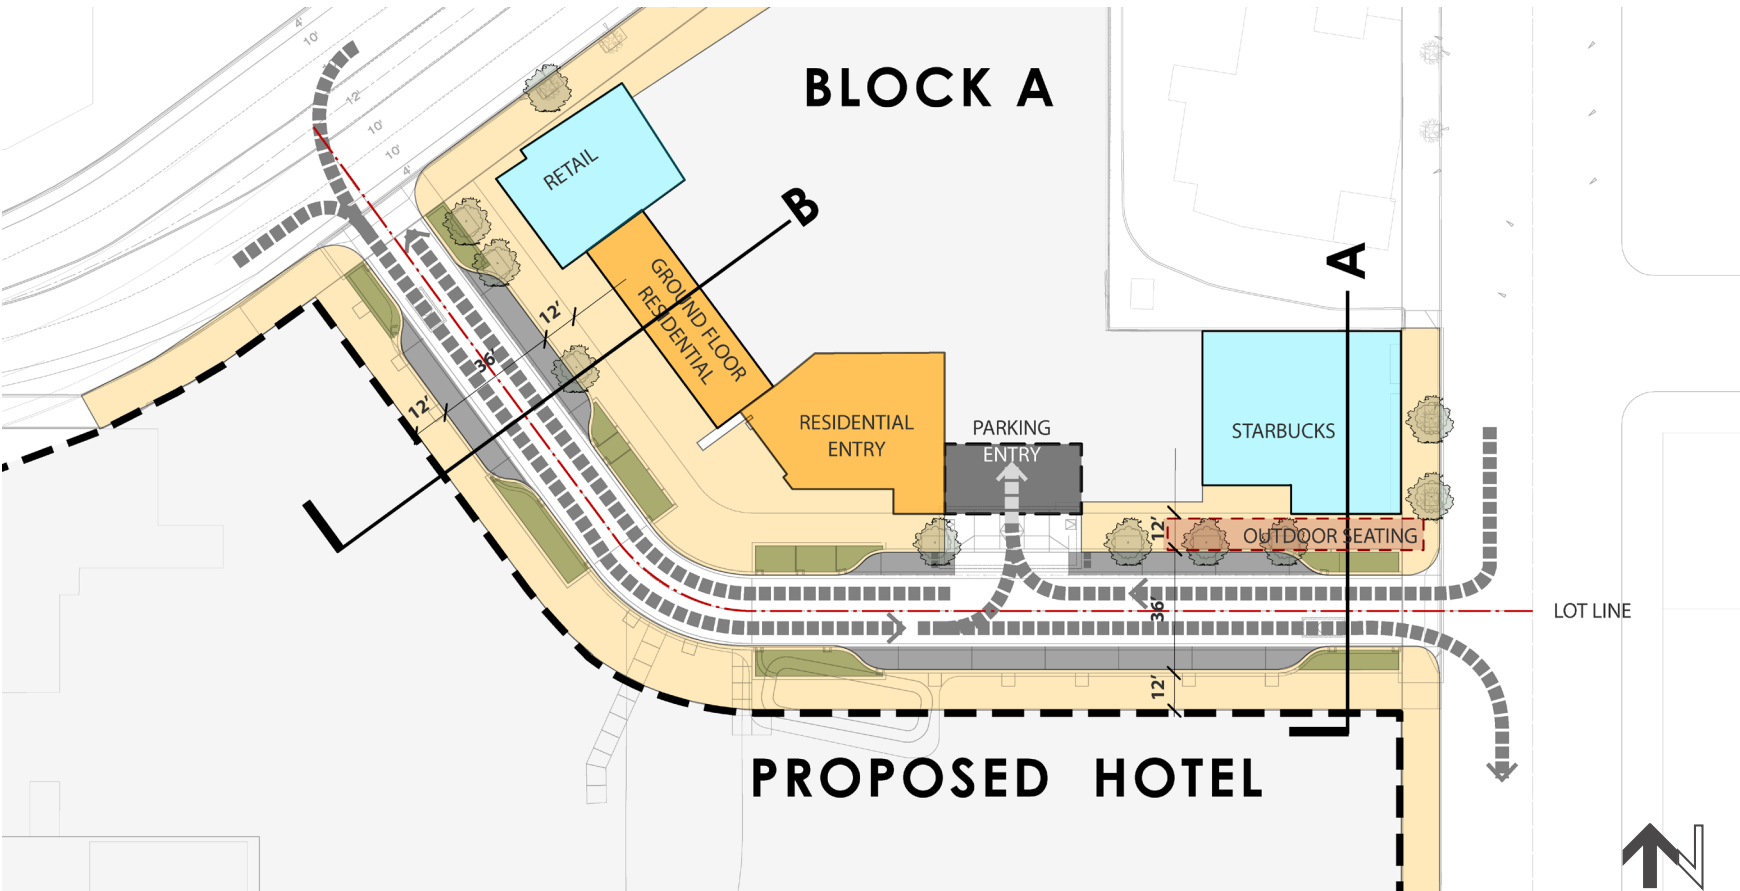 4'
10'
12'
10'
10'
4'
BLOCK A
RETAIL
B
A
GROUND FLOOR
RESIDENTIAL
12'
36'
12'
RESIDENTIAL
ENTRY
PARKING
ENTRY
STARBUCKS
12'
OUTDOOR SEATING
36'
LOT LINE
12'
PROPOSED HOTEL
N